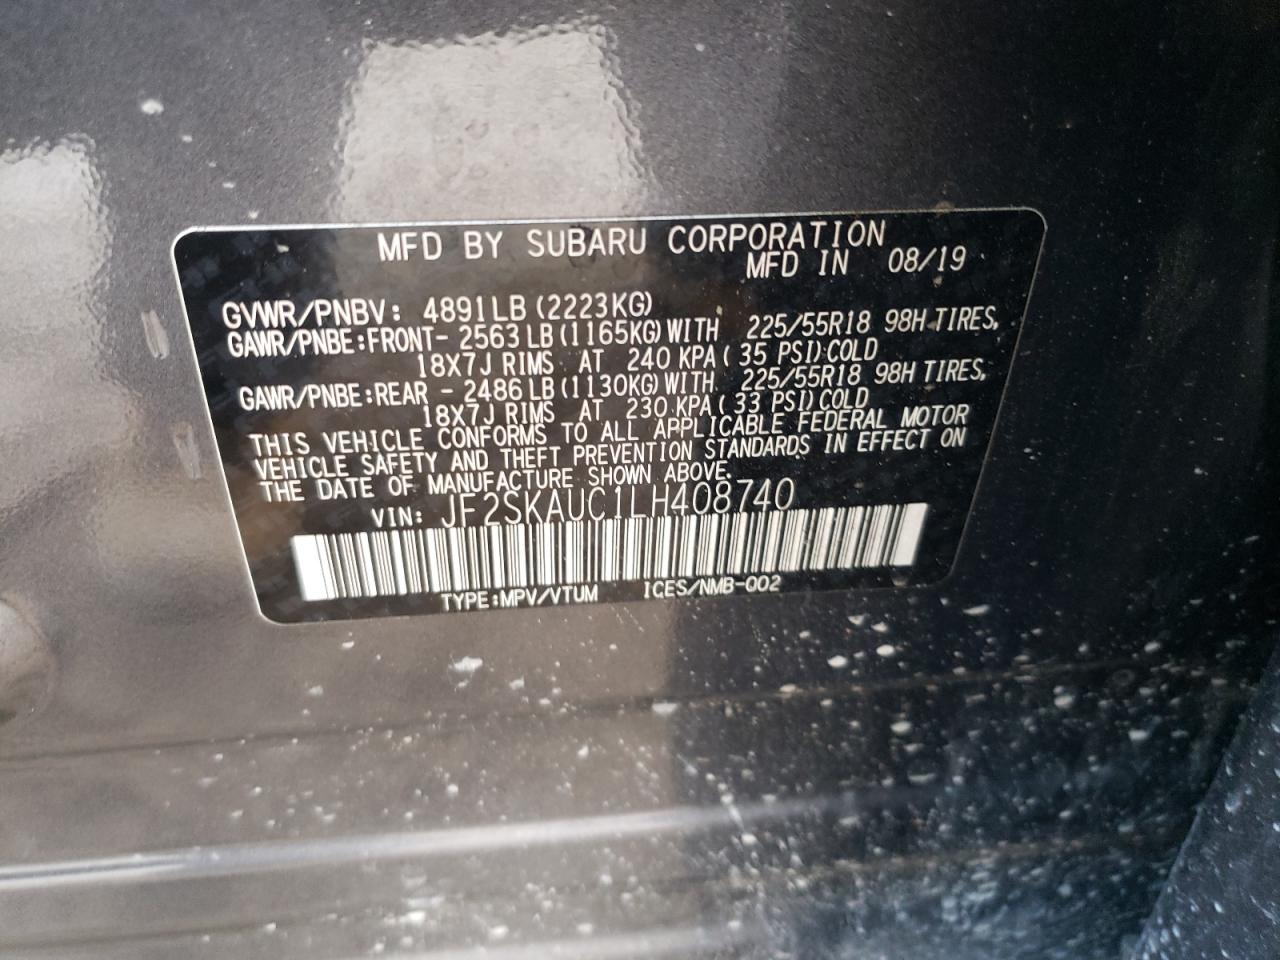 MFD BY SUBARU CORPORATION
MFD IN 08/19
GVWR/PNBV: 4891LB (2223KG)
GAWR/PNBE:FRONT- 2563 LB (1165KG) WITH 225/55R18 98H TIRES,
18X7J RIMS AT 240 KPA ( 35 PSI) COLD
GAWR/PNBE:REAR - 2486 LB (1130KG) WITH 225/55R18 98H TIRES,
18X7J RIMS AT 230 KPA ( 33 PSI) COLD
THIS VEHICLE CONFORMS TO ALL APPLICABLE FEDERAL MOTOR
VEHICLE SAFETY AND THEFT PREVENTION STANDARDS IN EFFECT ON
THE DATE OF MANUFACTURE SHOWN ABOVE.
VIN: JF2SKAUC1LH408740
TYPE:MPV/VTUM ICES/NMB-002